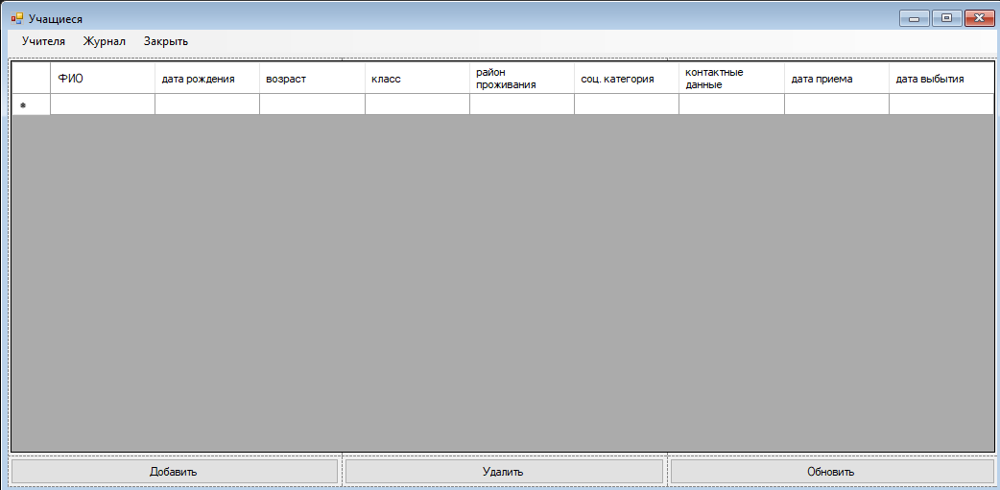 Учащиеся
Учителя Журнал Закрыть
ФИО дата рождения возраст класс район проживания соц. категория контактные данные дата приема дата выбытия
*
Добавить Удалить Обновить